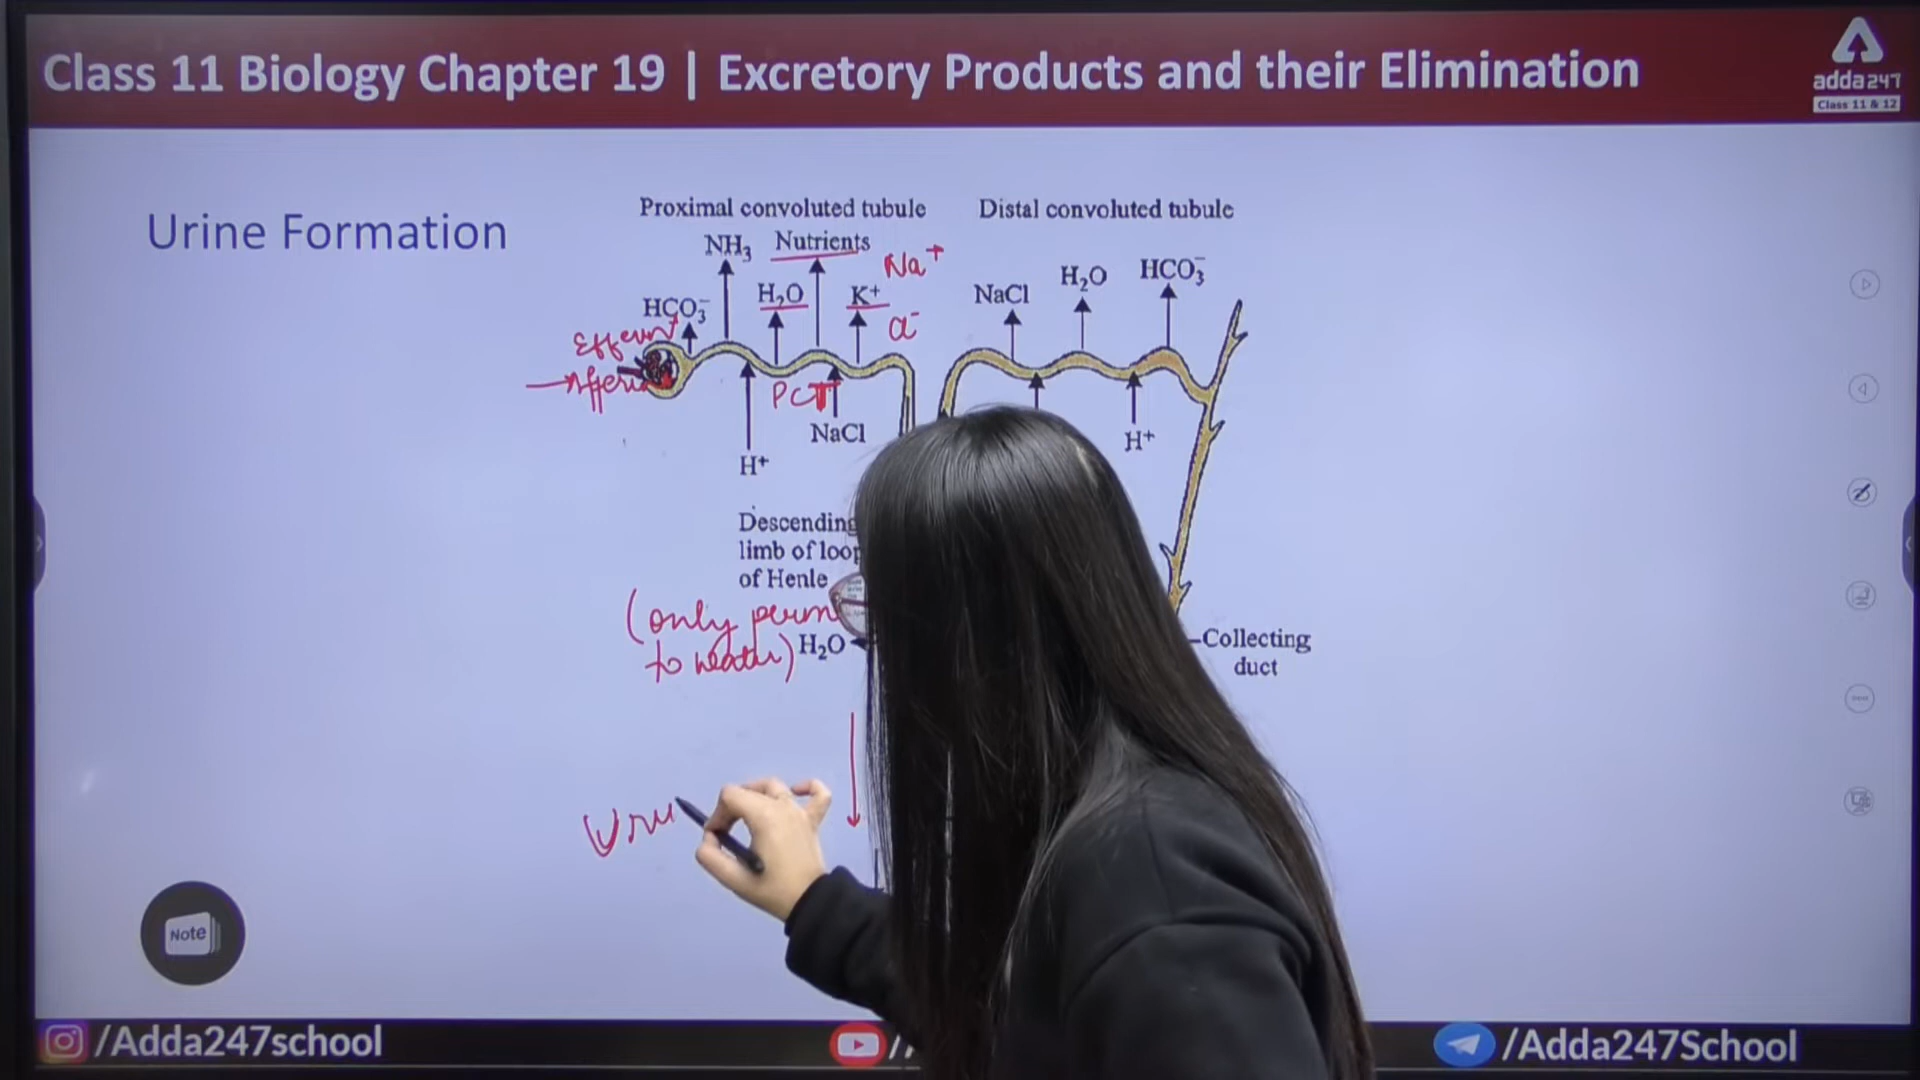 Class 11 Biology Chapter 19 | Excretory Products and their Elimination
adda247
Class 11 & 12
Urine Formation
Proximal convoluted tubule
Distal convoluted tubule
NH3
Nutrients
Na+
HCO3-
H2O
K+
Cl-
NaCl
H2O
HCO3-
Efferent
Afferent
PCT
NaCl
H+
H+
Descending
limb of loop
of Henle
(only perm
to water)
H2O
Collecting
duct
Note
/Adda247school
/Adda247School